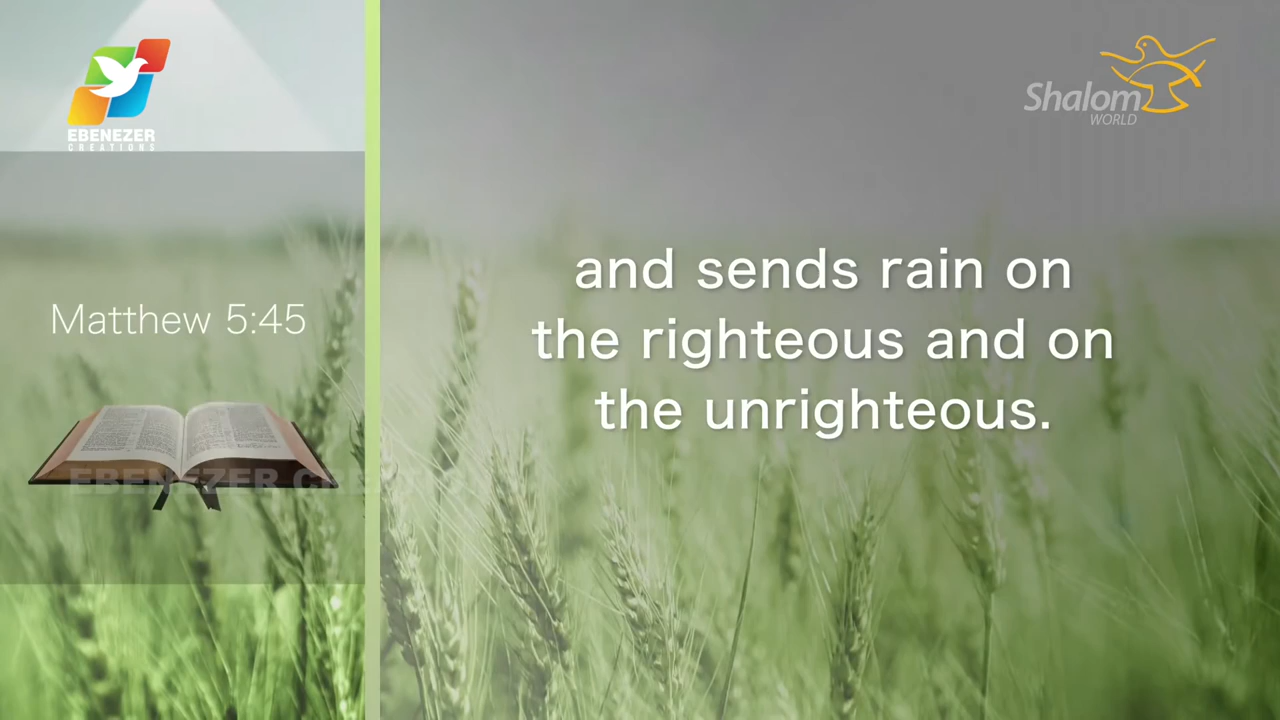 EBENEZER
CREATIONS
Shalom
WORLD
Matthew 5:45
and sends rain on
the righteous and on
the unrighteous.